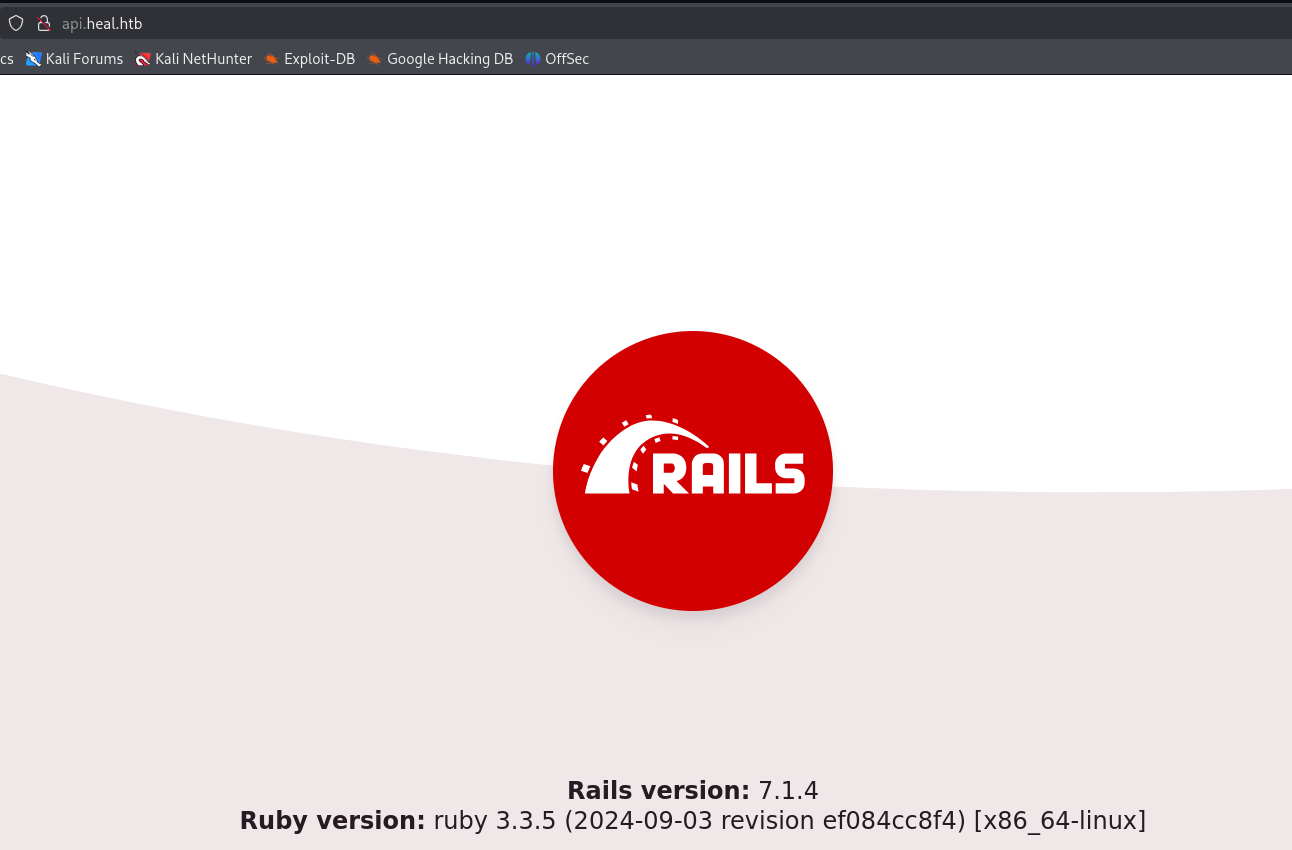 api.heal.htb
cs Kali Forums Kali NetHunter Exploit-DB Google Hacking DB OffSec
RAILS
Rails version: 7.1.4
Ruby version: ruby 3.3.5 (2024-09-03 revision ef084cc8f4) [x86_64-linux]